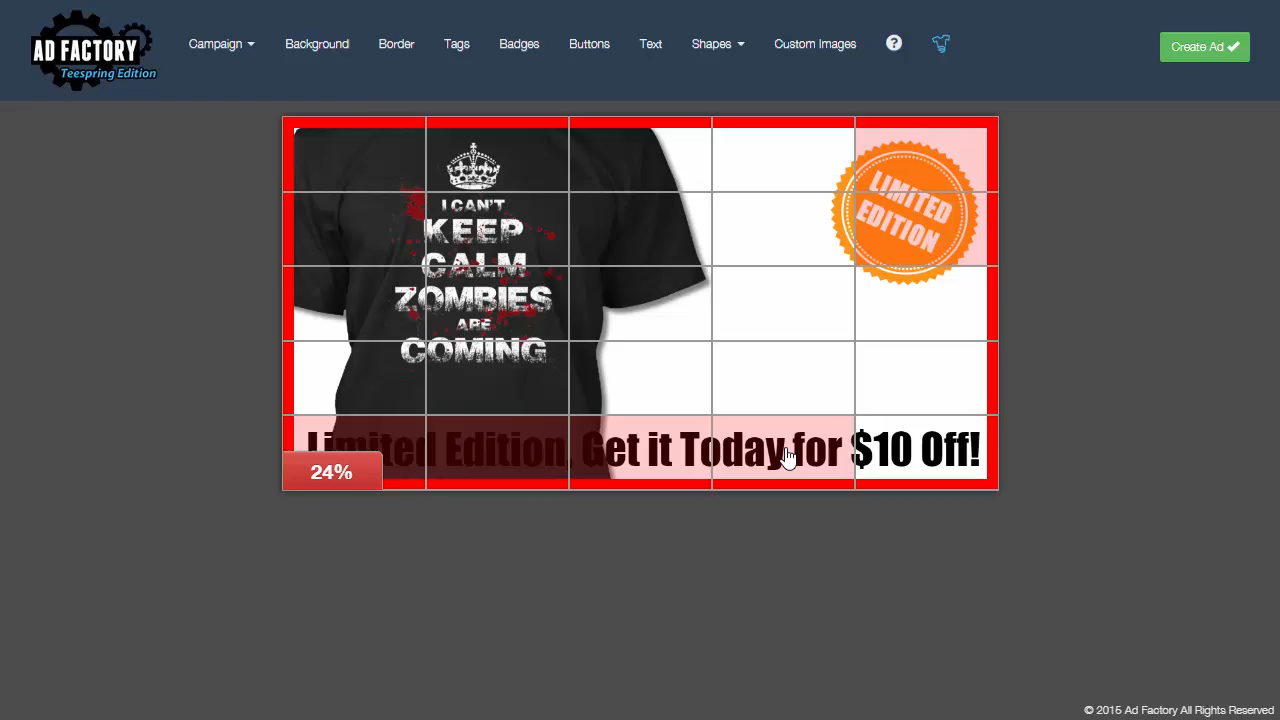 AD FACTORY
Teespring Edition
Campaign
Background
Border
Tags
Badges
Buttons
Text
Shapes
Custom Images
?
Create Ad
I CAN'T
KEEP
CALM
ZOMBIES
ARE
COMING
LIMITED
EDITION
Limited Edition. Get it Today for $10 Off!
24%
© 2015 Ad Factory All Rights Reserved